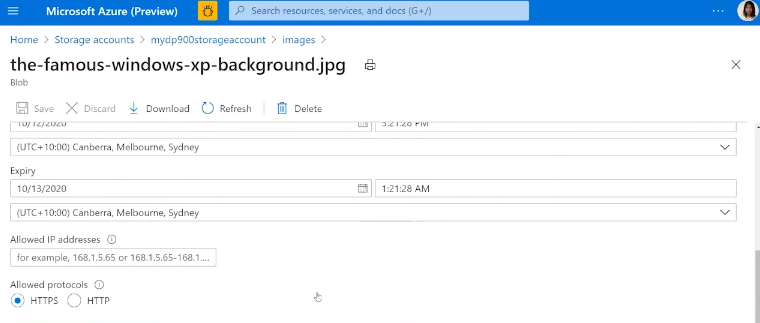 Microsoft Azure (Preview) Search resources, services, and docs (G+/)
Home > Storage accounts > mydp900storageaccount > images >
the-famous-windows-xp-background.jpg
Blob
Save Discard Download Refresh Delete
10/12/2020 5:21:28 PM
(UTC+10:00) Canberra, Melbourne, Sydney
Expiry
10/13/2020 1:21:28 AM
(UTC+10:00) Canberra, Melbourne, Sydney
Allowed IP addresses
for example, 168.1.5.65 or 168.1.5.65-168.1....
Allowed protocols
HTTPS HTTP